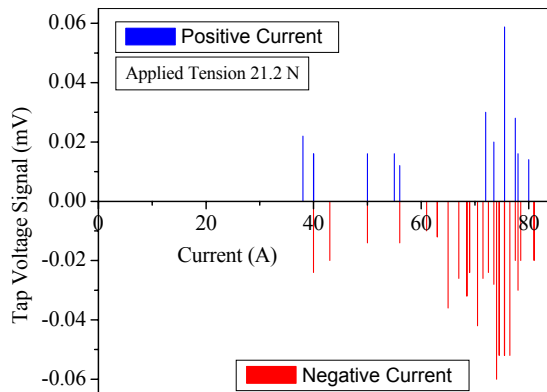 0.06
Positive Current
Applied Tension 21.2 N
0.04
0.02
0.00
0 20 40 60 80
Current (A)
-0.02
-0.04
-0.06
Tap Voltage Signal (mV)
Negative Current